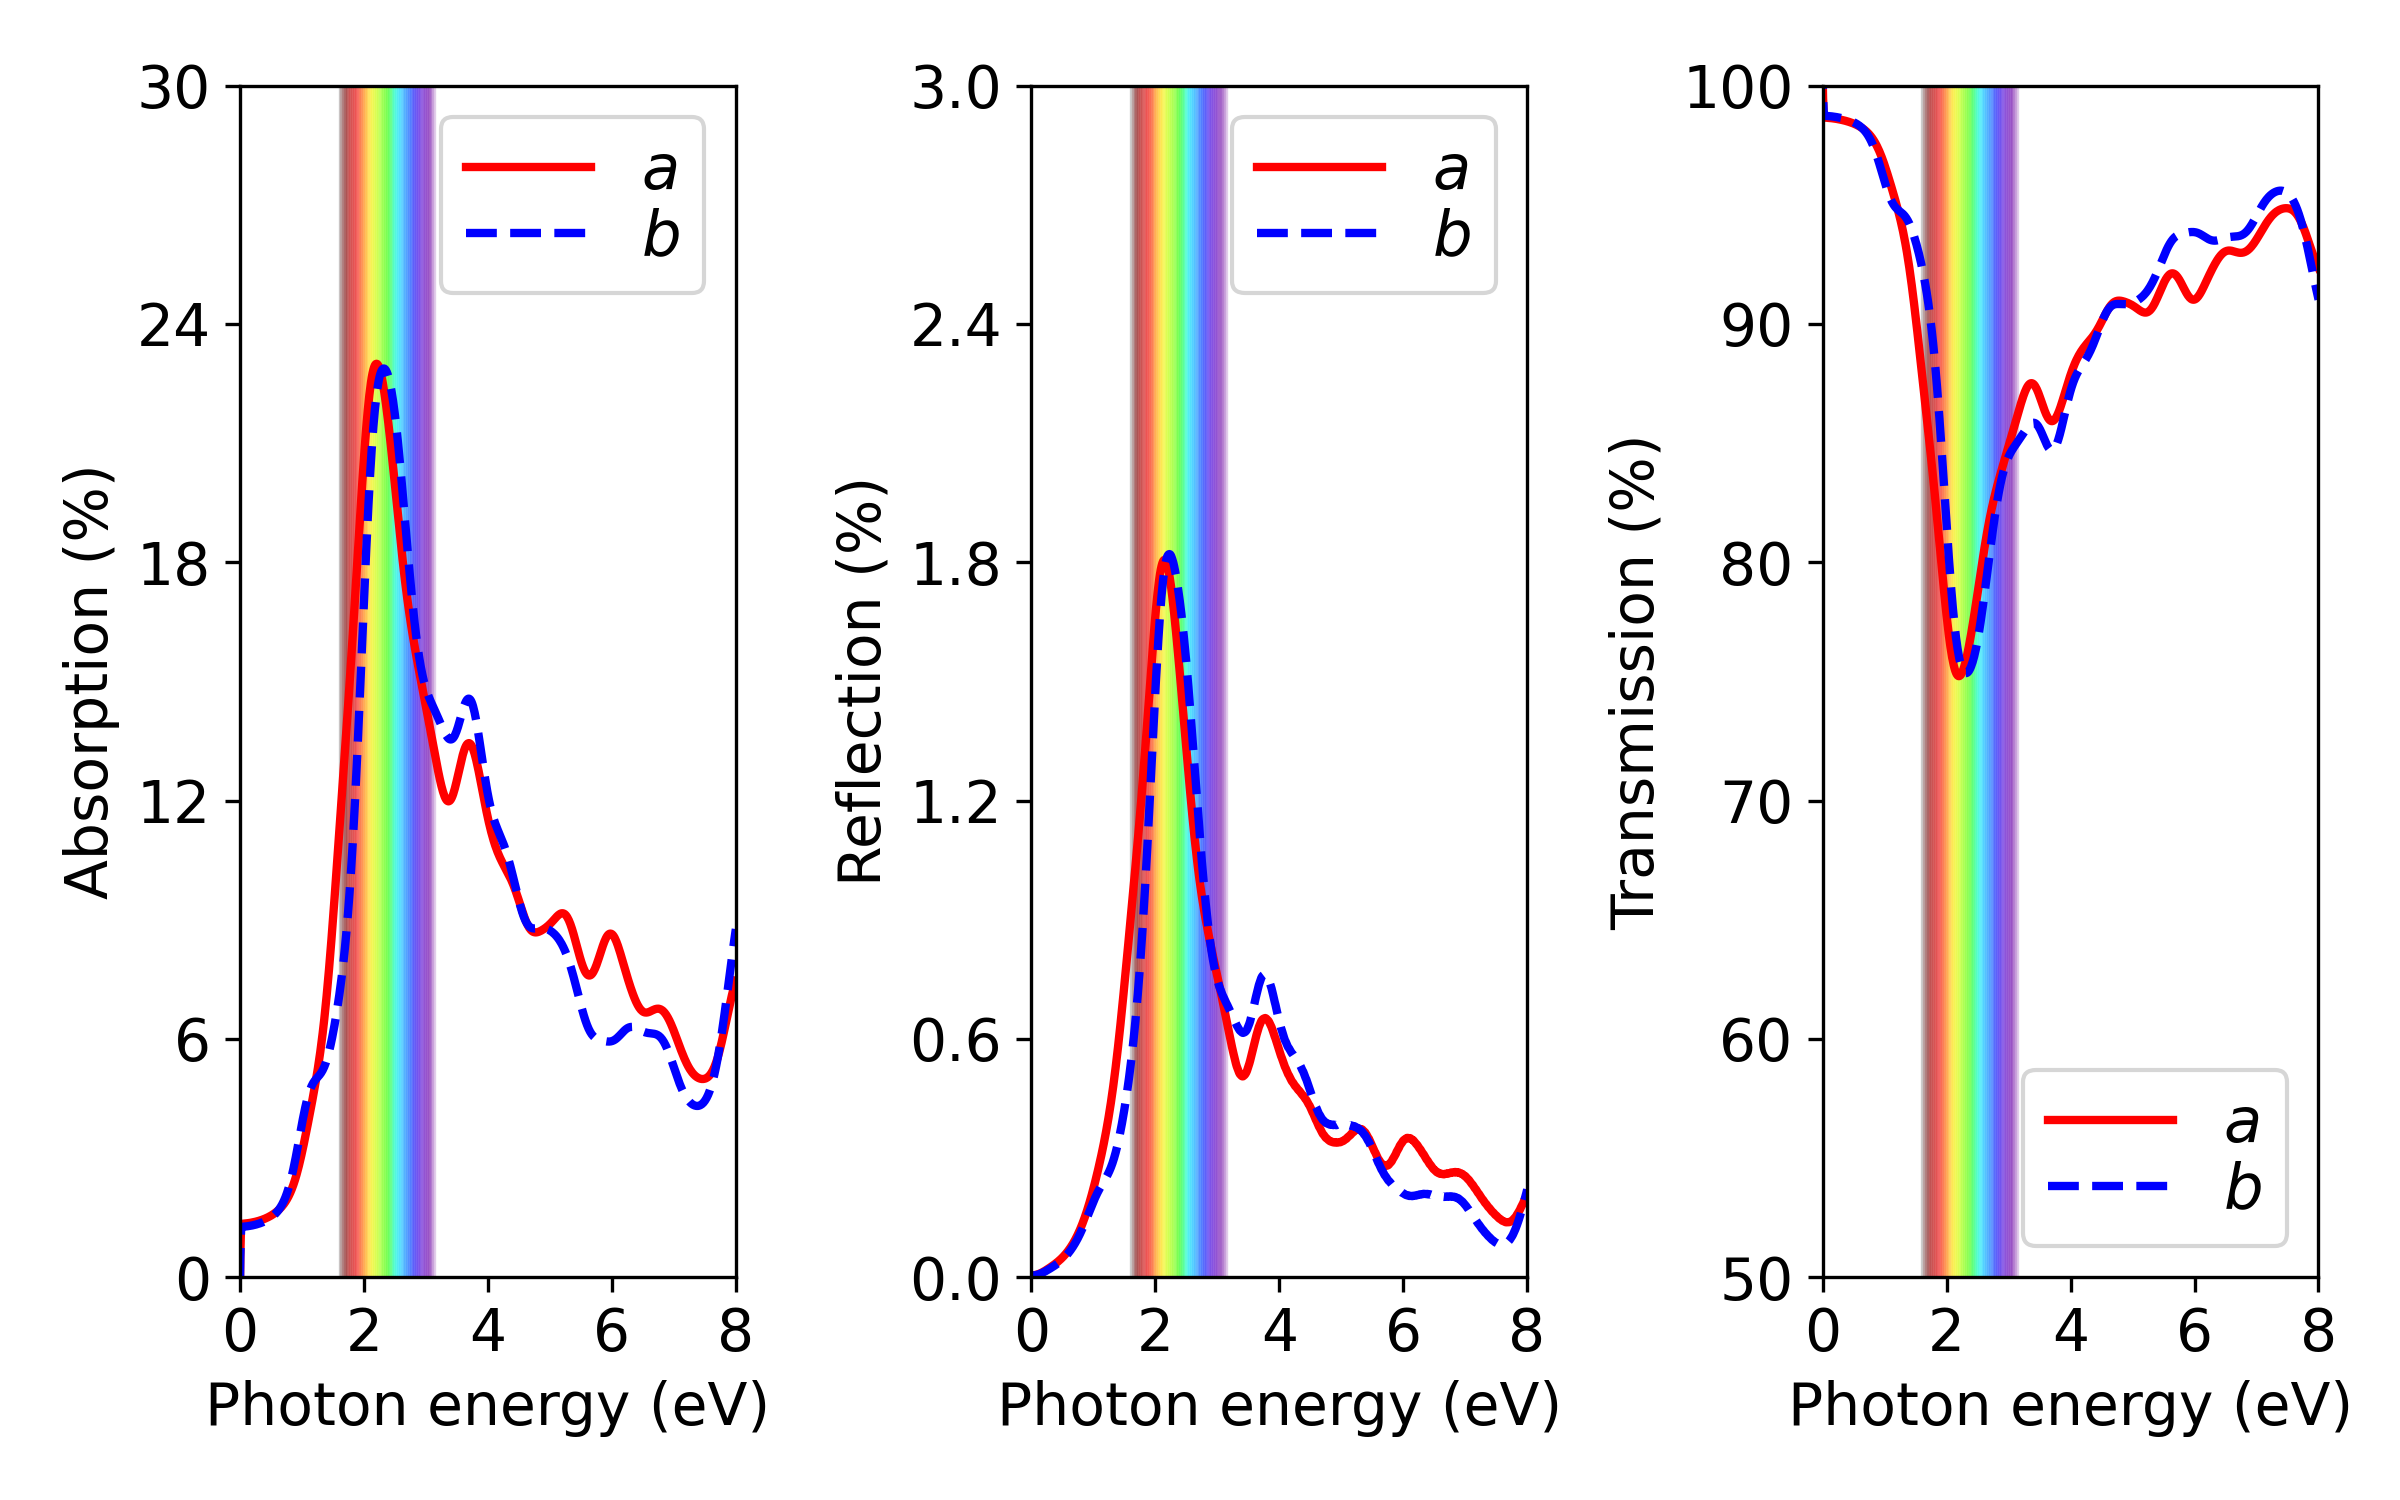 30
24
18
12
6
0
0 2 4 6 8
Absorption (%)
Photon energy (eV)
a
b
3.0
2.4
1.8
1.2
0.6
0.0
0 2 4 6 8
Reflection (%)
Photon energy (eV)
a
b
100
90
80
70
60
50
0 2 4 6 8
Transmission (%)
Photon energy (eV)
a
b